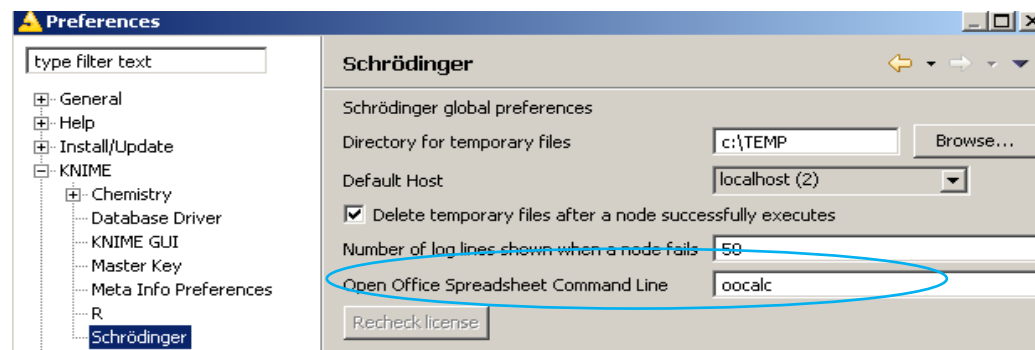 Preferences
type filter text
General
Help
Install/Update
KNIME
Chemistry
Database Driver
KNIME GUI
Master Key
Meta Info Preferences
R
Schrödinger
Schrödinger
Schrödinger global preferences
Directory for temporary files c:\TEMP Browse...
Default Host localhost (2)
Delete temporary files after a node successfully executes
Number of log lines shown when a node fails 50
Open Office Spreadsheet Command Line oocalc
Recheck license